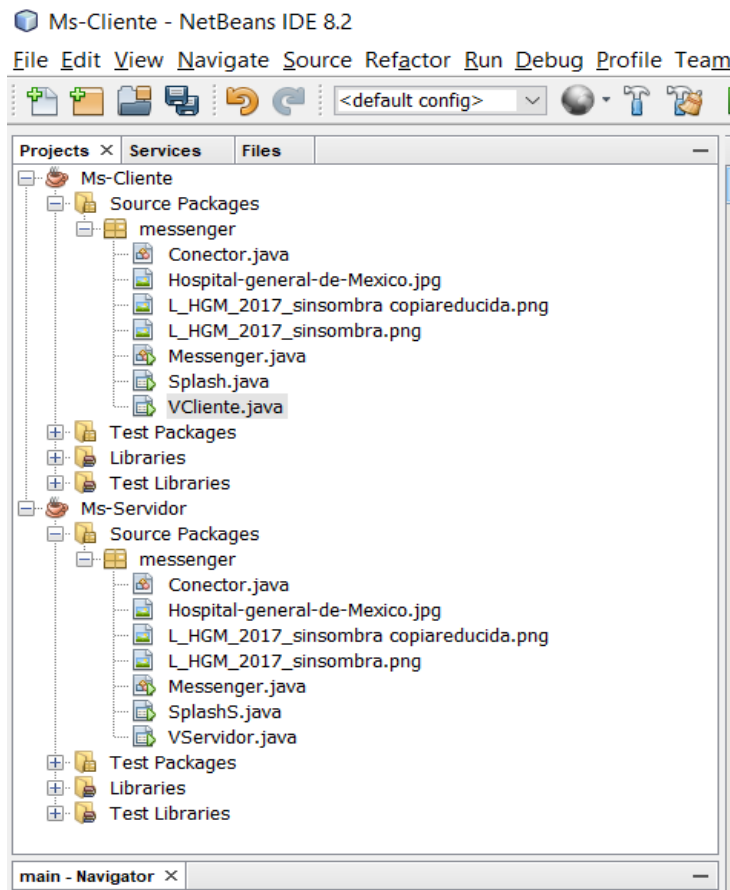 Ms-Cliente - NetBeans IDE 8.2
File Edit View Navigate Source Refactor Run Debug Profile Team
<default config>
Projects Services Files
Ms-Cliente
Source Packages
messenger
Conector.java
Hospital-general-de-Mexico.jpg
L_HGM_2017_sinsombra copiareducida.png
L_HGM_2017_sinsombra.png
Messenger.java
Splash.java
VCliente.java
Test Packages
Libraries
Test Libraries
Ms-Servidor
Source Packages
messenger
Conector.java
Hospital-general-de-Mexico.jpg
L_HGM_2017_sinsombra copiareducida.png
L_HGM_2017_sinsombra.png
Messenger.java
SplashS.java
VServidor.java
Test Packages
Libraries
Test Libraries
main - Navigator